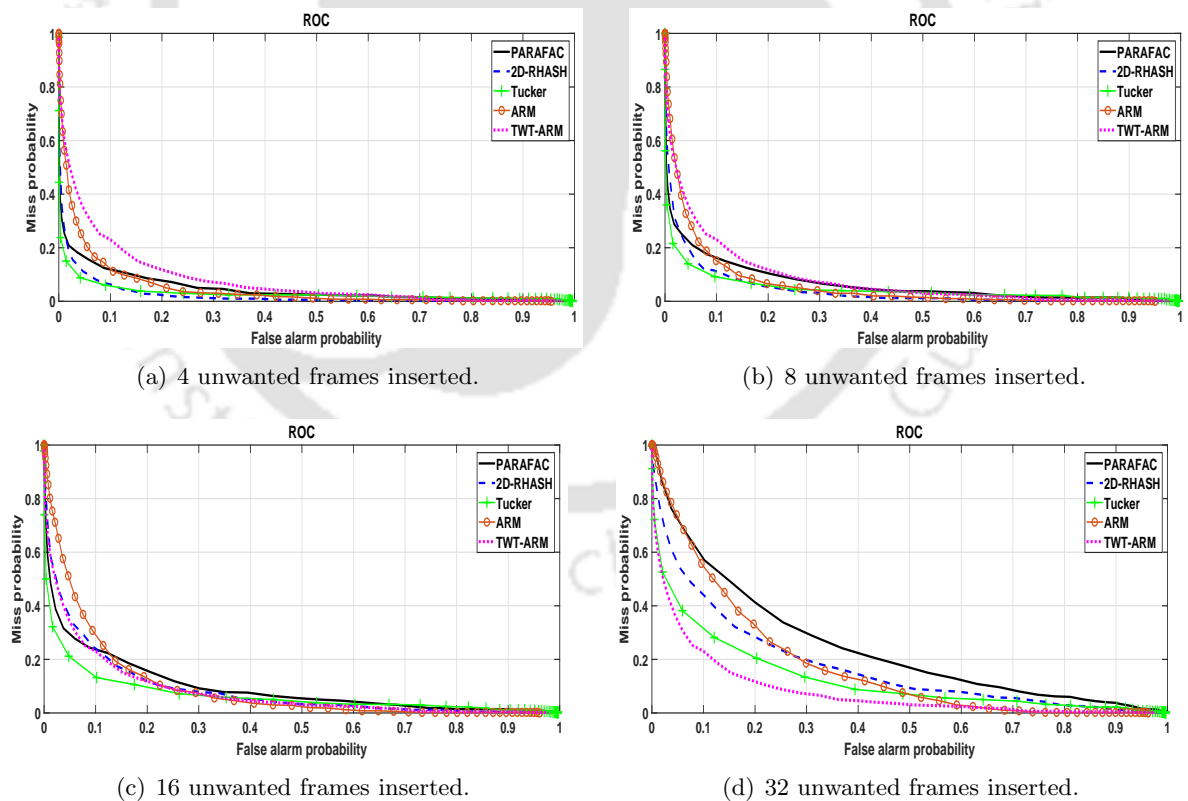 ROC
Miss probability
1
0.8
0.6
0.4
0.2
0
0 0.1 0.2 0.3 0.4 0.5 0.6 0.7 0.8 0.9 1
False alarm probability
PARAFAC
2D-RHASH
Tucker
ARM
TWT-ARM
(a) 4 unwanted frames inserted.
ROC
Miss probability
1
0.8
0.6
0.4
0.2
0
0 0.1 0.2 0.3 0.4 0.5 0.6 0.7 0.8 0.9 1
False alarm probability
PARAFAC
2D-RHASH
Tucker
ARM
TWT-ARM
(b) 8 unwanted frames inserted.
ROC
Miss probability
1
0.8
0.6
0.4
0.2
0
0 0.1 0.2 0.3 0.4 0.5 0.6 0.7 0.8 0.9 1
False alarm probability
PARAFAC
2D-RHASH
Tucker
ARM
TWT-ARM
(c) 16 unwanted frames inserted.
ROC
Miss probability
1
0.8
0.6
0.4
0.2
0
0 0.1 0.2 0.3 0.4 0.5 0.6 0.7 0.8 0.9 1
False alarm probability
PARAFAC
2D-RHASH
Tucker
ARM
TWT-ARM
(d) 32 unwanted frames inserted.